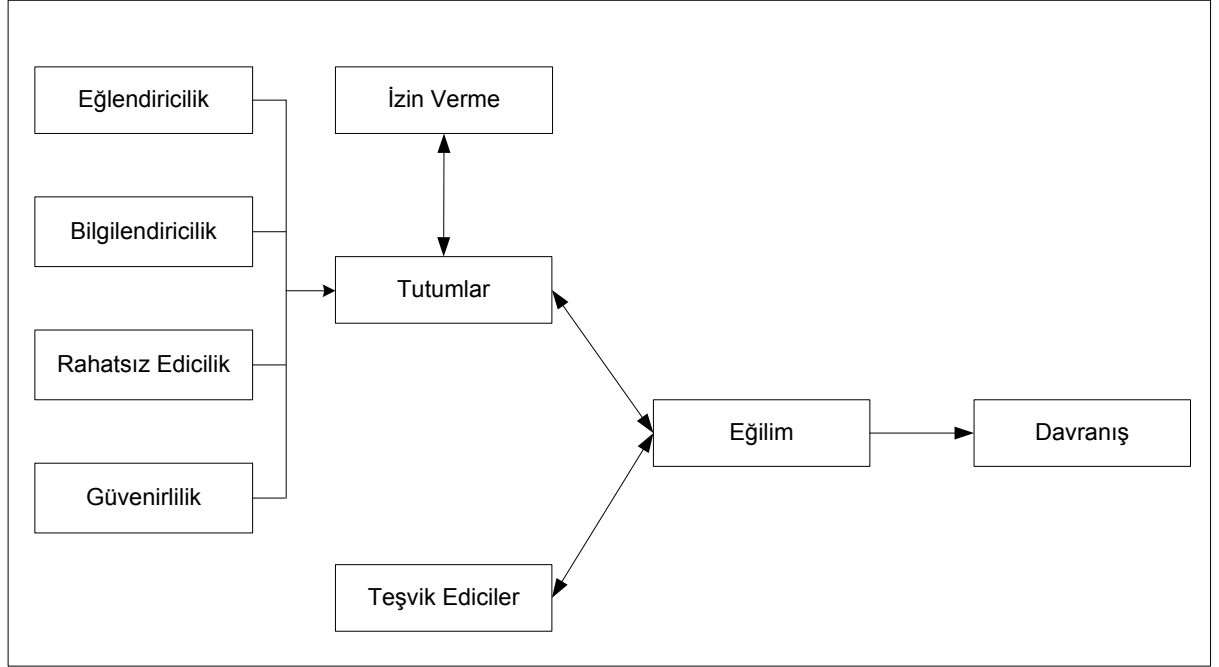 Eğlendiricilik
İzin Verme
Bilgilendiricilik
Tutumlar
Rahatsız Edicilik
Eğilim
Davranış
Güvenirlilik
Teşvik Ediciler